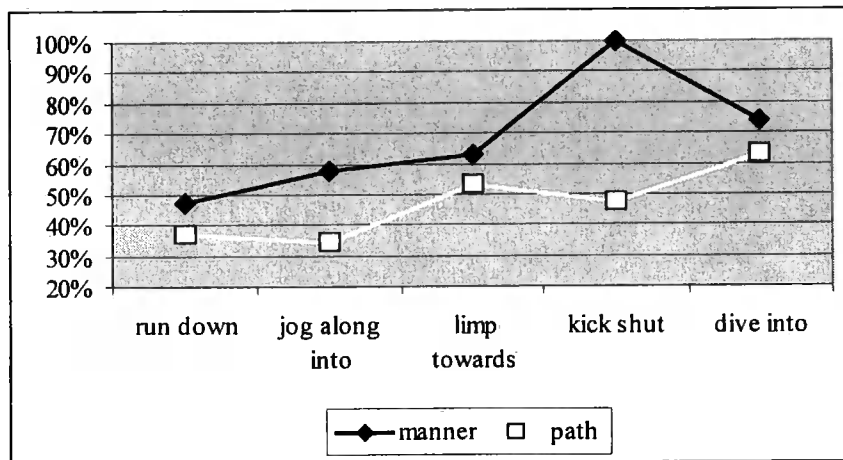 100%
90%
80%
70%
60%
50%
40%
30%
20%
run down
jog along into
limp towards
kick shut
dive into
manner
path